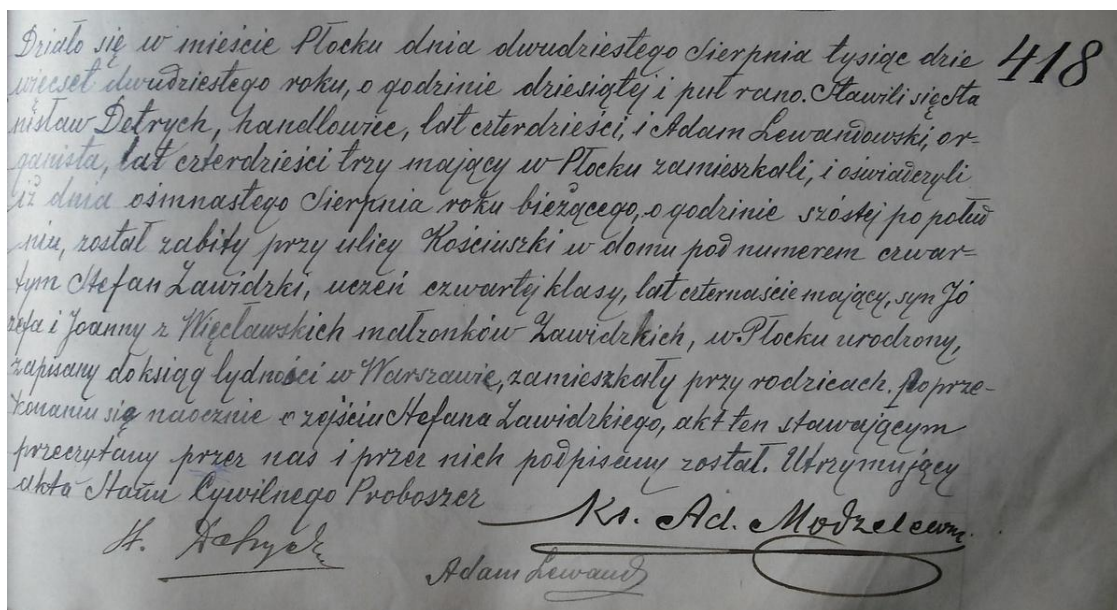 Działo się w mieście Płocku dnia dwudziestego Sierpnia tysiąc dzie
418
więcset dwudziestego roku, o godzinie dziesiątej i puł rano. Stawili się Sta
nisław Detrych, handlowiec, lat czterdzieści, i Adam Lewandowski, or-
ganista, lat czterdzieści trzy mający w Płocku zamieszkali, i oświadczyli
iż dnia ośmnastego Sierpnia roku bieżącego, o godzinie szóstej po połud
niu, został zabity przy ulicy Kościuszki w domu pod numerem czwar=
tym Stefan Zawidzki, uczeń czwartej klasy, lat czternaście mający, syn Jó
zefa i Joanny z Więcławskich małżonków Zawidzkich, w Płocku urodzony,
zapisany do ksiąg ludności w Warszawie, zamieszkały przy rodzicach. Po prze-
konaniu się naocznie o zejściu Stefana Zawidzkiego, akt ten stawającym
przeczytany przez nas i przez nich podpisany został. Utrzymujący
akta Stanu Cywilnego Proboszcz
Ks. Ad. Modzelewski
St. Detrych
Adam Lewand